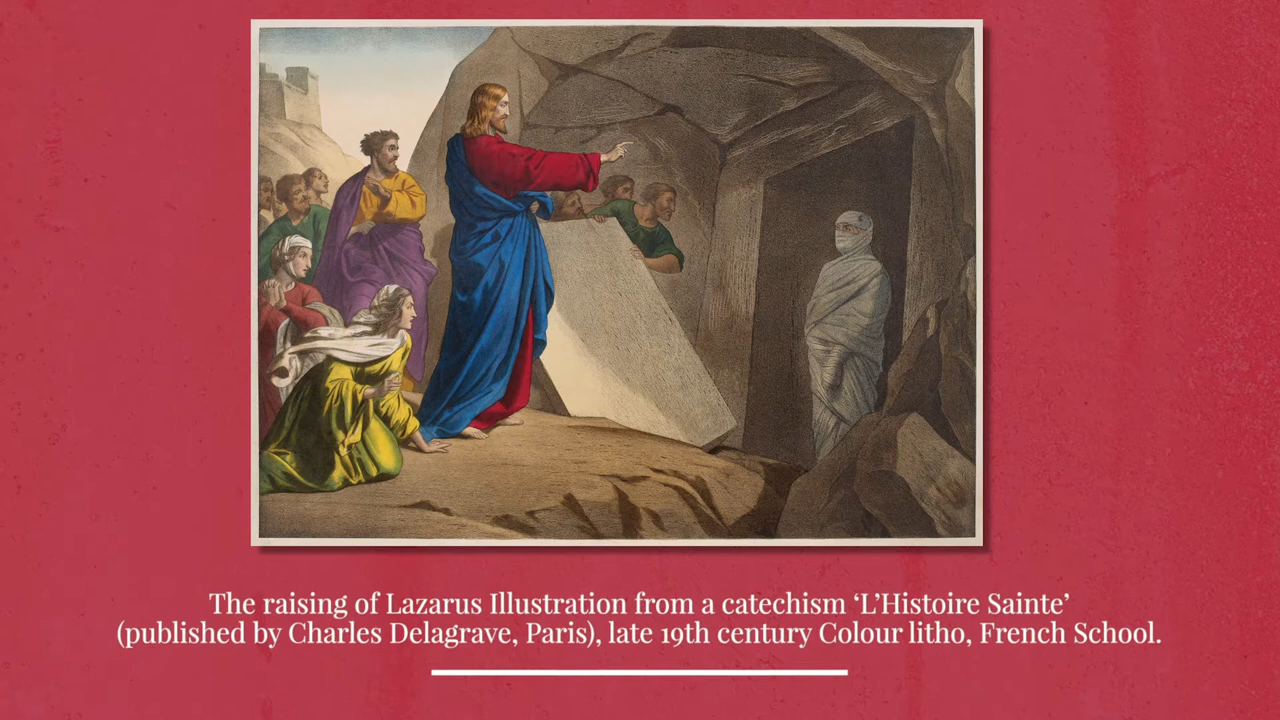 The raising of Lazarus Illustration from a catechism ‘L’Histoire Sainte’
(published by Charles Delagrave, Paris), late 19th century Colour litho, French School.